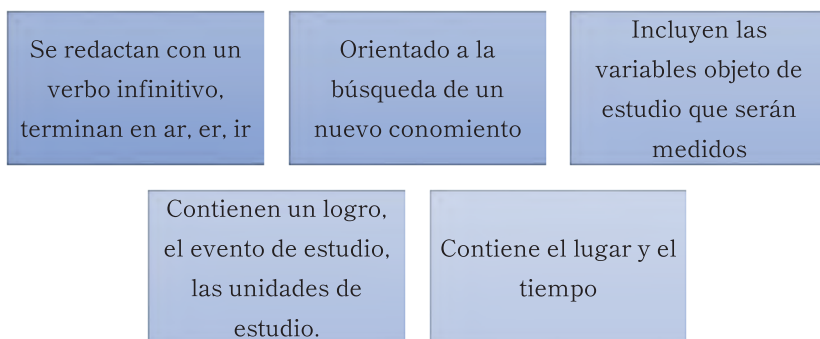 Se redactan con un
verbo infinitivo,
terminan en ar, er, ir
Orientado a la
búsqueda de un
nuevo conomiento
Incluyen las
variables objeto de
estudio que serán
medidos
Contienen un logro,
el evento de estudio,
las unidades de
estudio.
Contiene el lugar y el
tiempo